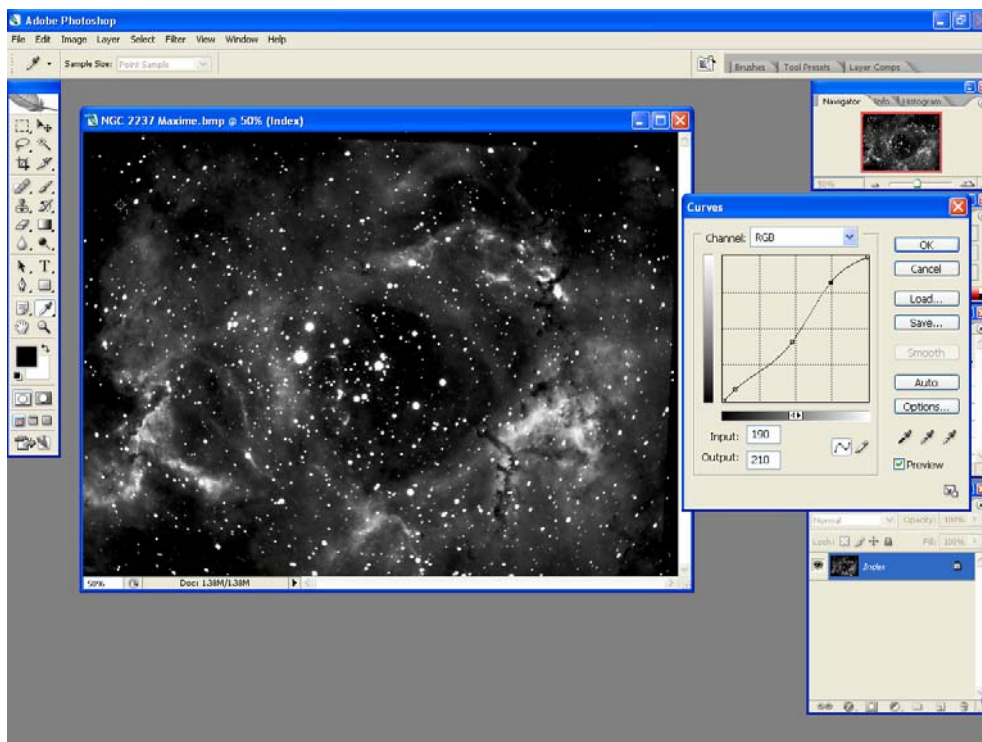 Adobe Photoshop
File Edit Image Layer Select Filter View Window Help
Sample Size: Point Sample
Brushes Tool Presets Layer Comps
Navigator Info Histogram
50%
NGC 2237 Maxime.bmp @ 50% (Index)
Curves
Channel: RGB
OK
Cancel
Load...
Save...
Smooth
Auto
Options...
Input: 190
Output: 210
Preview
Normal Opacity: 100%
Lock: Fill: 100%
Index
50% Doc: 1.38M/1.38M